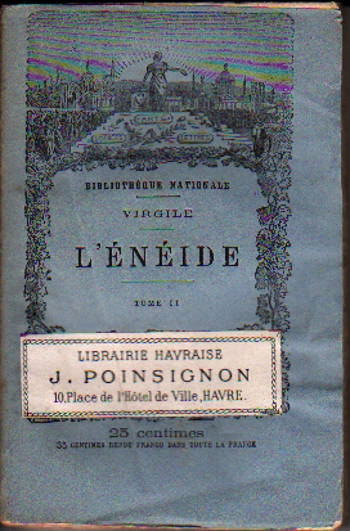 BIBLIOTHÈQUE NATIONALE
VIRGILE
L'ÉNÉIDE
TOME II
LIBRAIRIE HAVRAISE
J. POINSIGNON
10, Place de l'Hôtel de Ville, HAVRE.
25 centimes
35 CENTIMES RENDU FRANCO DANS TOUTE LA FRANCE